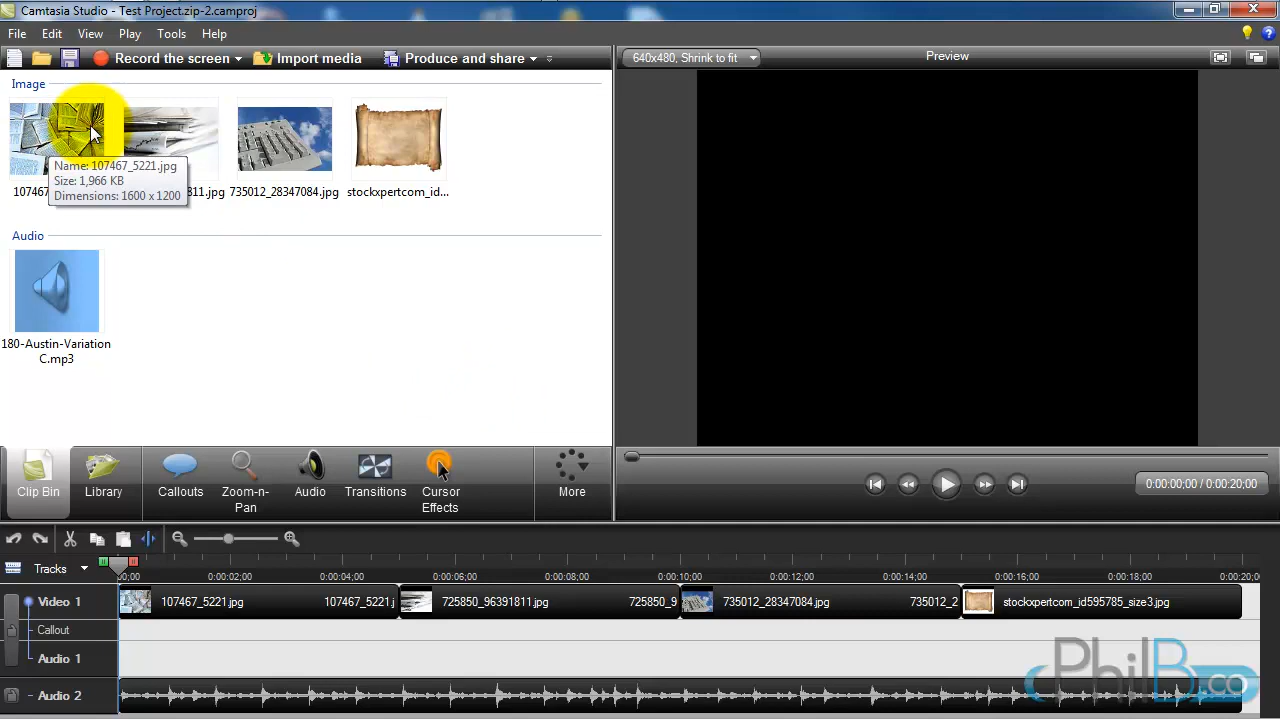 Camtasia Studio - Test Project.zip-2.camproj
File Edit View Play Tools Help
Record the screen Import media Produce and share
640x480, Shrink to fit
Preview
Image
Name: 107467_5221.jpg
Size: 1,966 KB
Dimensions: 1600 x 1200
10746 811.jpg 735012_28347084.jpg stockxpertcom_id...
Audio
180-Austin-Variation
C.mp3
Clip Bin Library Callouts Zoom-n-
Pan Audio Transitions Cursor
Effects More
0:00:00;00 / 0:00:20;00
Tracks
00;00 0:00:02;00 0:00:04;00 0:00:06;00 0:00:08;00 0:00:10;00 0:00:12;00 0:00:14;00 0:00:16;00 0:00:18;00 0:00:20;0
Video 1 107467_5221.jpg 107467_5221.j 725850_96391811.jpg 725850_9 735012_28347084.jpg 735012_2 stockxpertcom_id595785_size3.jpg
Callout
Audio 1
Audio 2
PhilB.co